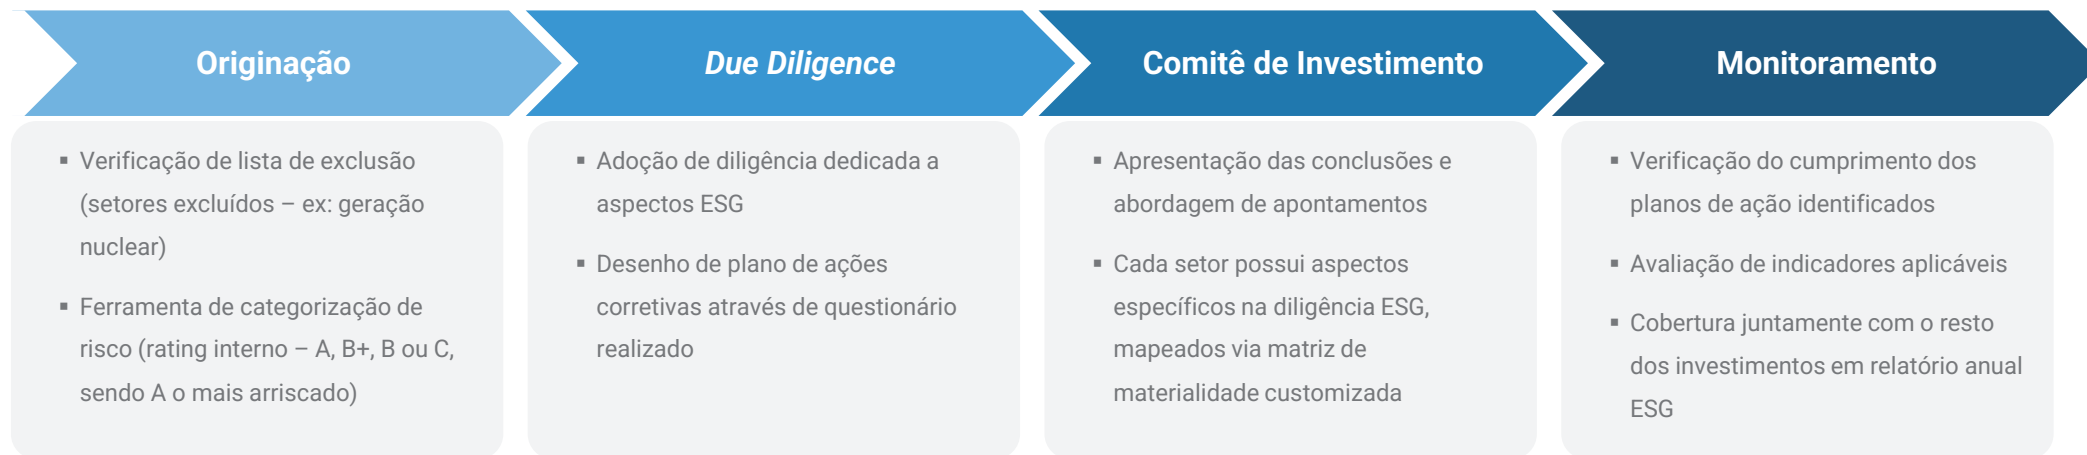 Originação
▪ Verificação de lista de exclusão
(setores excluídos – ex: geração
nuclear)
▪ Ferramenta de categorização de
risco (rating interno – A, B+, B ou C,
sendo A o mais arriscado)
Due Diligence
▪ Adoção de diligência dedicada a
aspectos ESG
▪ Desenho de plano de ações
corretivas através de questionário
realizado
Comitê de Investimento
▪ Apresentação das conclusões e
abordagem de apontamentos
▪ Cada setor possui aspectos
específicos na diligência ESG,
mapeados via matriz de
materialidade customizada
Monitoramento
▪ Verificação do cumprimento dos
planos de ação identificados
▪ Avaliação de indicadores aplicáveis
▪ Cobertura juntamente com o resto
dos investimentos em relatório anual
ESG